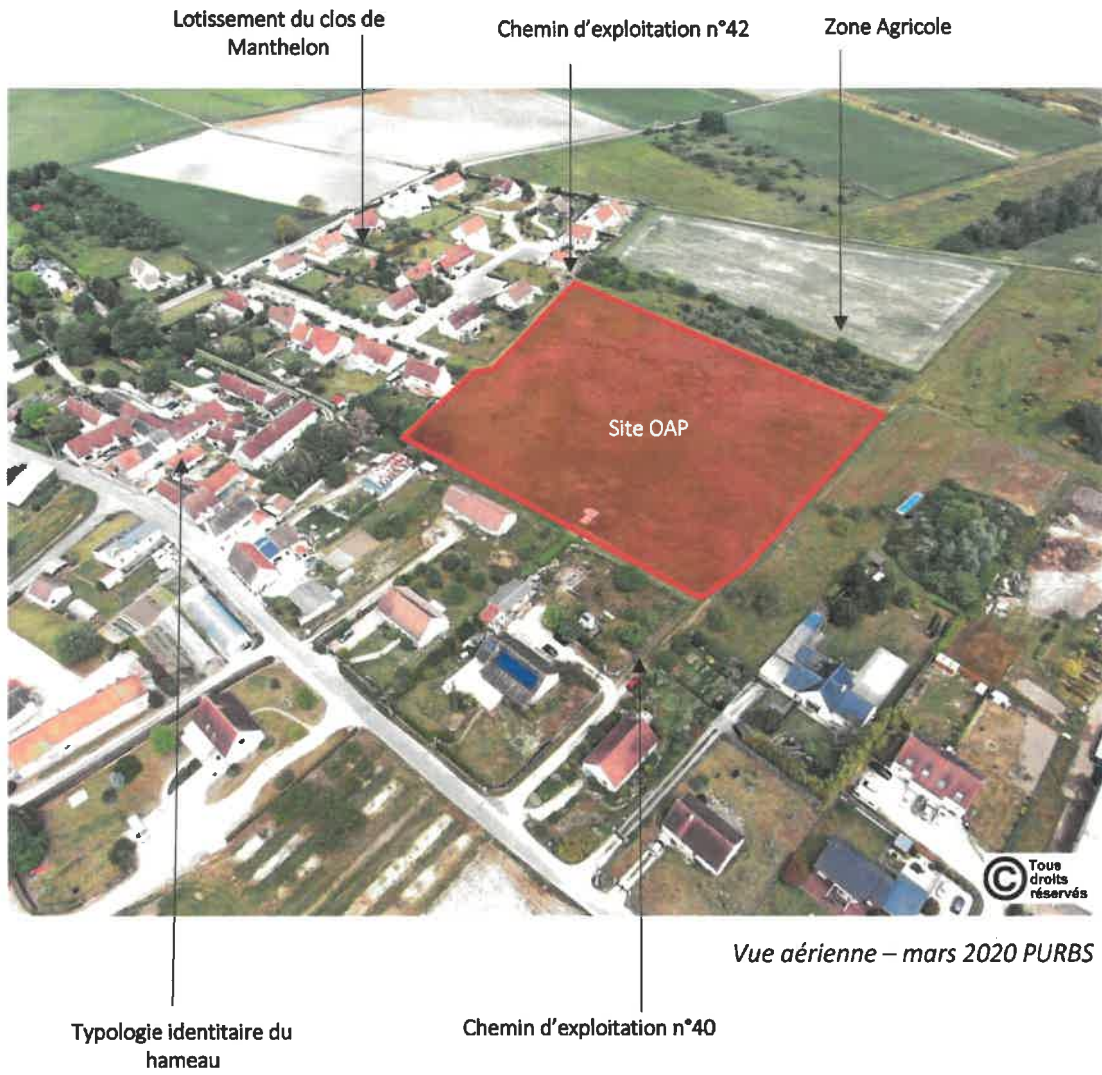 Lotissement du clos de
Manthelon
Chemin d'exploitation n°42
Zone Agricole
Site OAP
© Tous
droits
réservés
Vue aérienne – mars 2020 PURBS
Typologie identitaire du
hameau
Chemin d'exploitation n°40